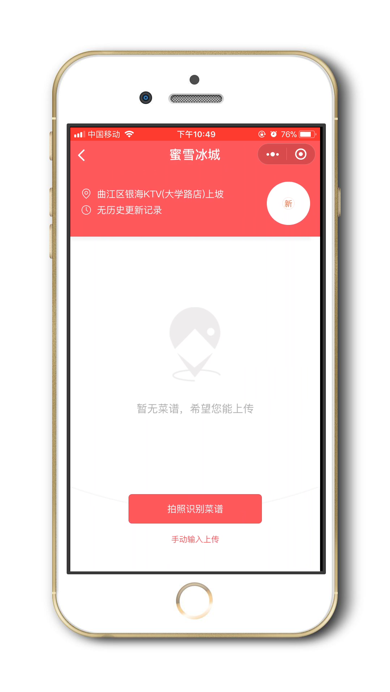 中国移动 下午10:49 76%
蜜雪冰城
曲江区银海KTV(大学路店)上坡
无历史更新记录
新
暂无菜谱，希望您能上传
拍照识别菜谱
手动输入上传